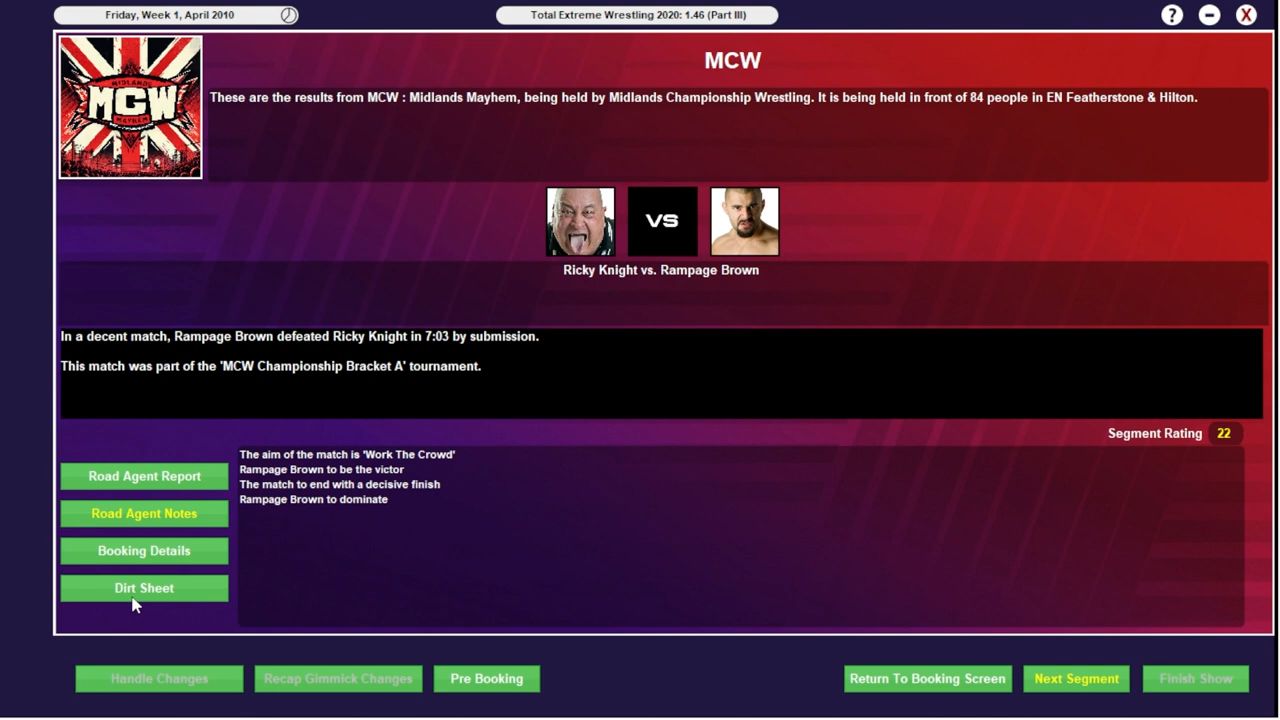 Friday, Week 1, April 2010
Total Extreme Wrestling 2020: 1.46 (Part III)
?
-
X
MIDLANDS
MCW
MAYHEM
MCW
These are the results from MCW : Midlands Mayhem, being held by Midlands Championship Wrestling. It is being held in front of 84 people in EN Featherstone & Hilton.
VS
Ricky Knight vs. Rampage Brown
In a decent match, Rampage Brown defeated Ricky Knight in 7:03 by submission.
This match was part of the 'MCW Championship Bracket A' tournament.
Segment Rating 22
Road Agent Report
Road Agent Notes
Booking Details
Dirt Sheet
The aim of the match is 'Work The Crowd'
Rampage Brown to be the victor
The match to end with a decisive finish
Rampage Brown to dominate
Handle Changes
Recap Gimmick Changes
Pre Booking
Return To Booking Screen
Next Segment
Finish Show